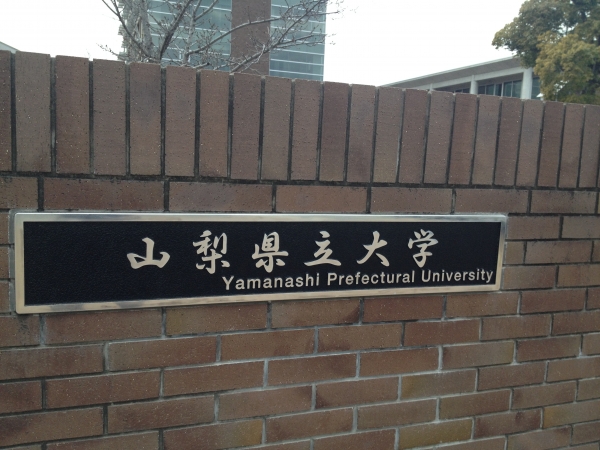 山梨県立大学
Yamanashi Prefectural University